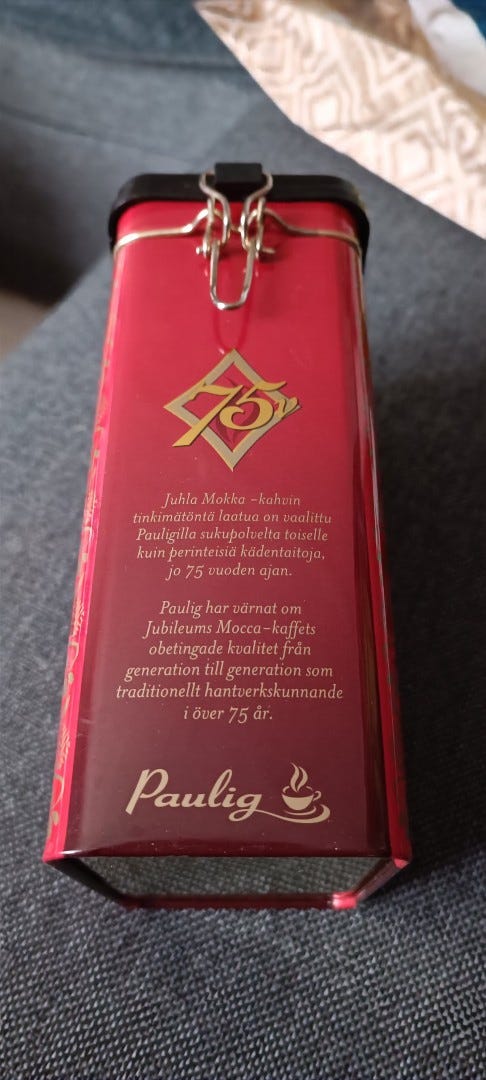 75v
Juhla Mokka -kahvin
tinkimätöntä laatua on vaalittu
Pauligilla sukupolvelta toiselle
kuin perinteisiä kädentaitoja,
jo 75 vuoden ajan.
Paulig har värnat om
Jubileums Mocca-kaffets
obetingade kvalitet från
generation till generation som
traditionellt hantverkskunnande
i över 75 år.
Paulig